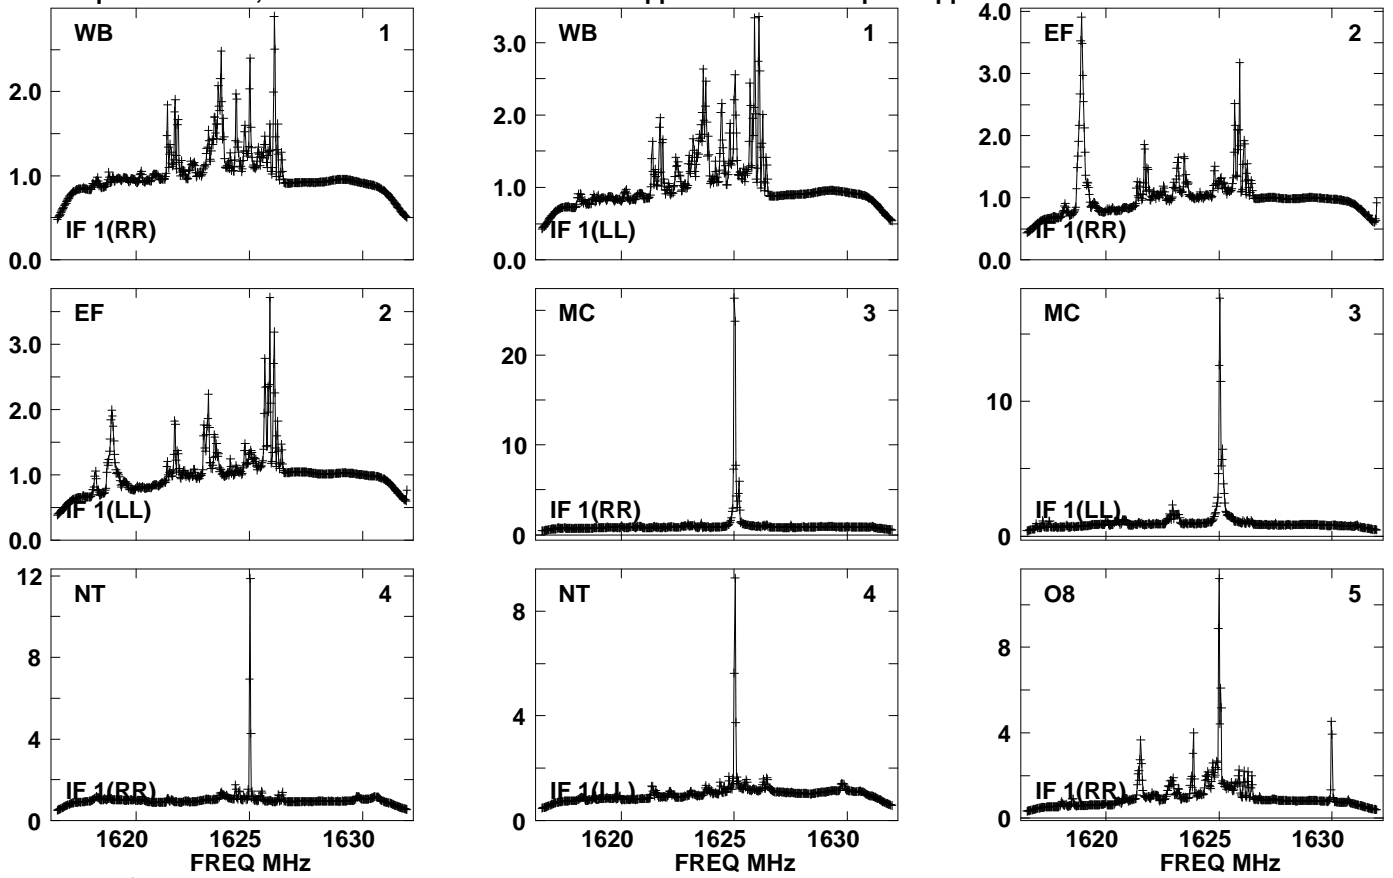 WB 1
2.0
1.0
0.0
IF 1(RR)
WB 1
3.0
2.0
1.0
0.0
IF 1(LL)
EF 2
4.0
3.0
2.0
1.0
0.0
IF 1(RR)
EF 2
3.0
2.0
1.0
0.0
IF 1(LL)
MC 3
20
10
0
IF 1(RR)
MC 3
10
0
IF 1(LL)
NT 4
12
8
4
0
IF 1(RR)
1620 1625 1630
FREQ MHz
NT 4
8
4
0
IF 1(LL)
1620 1625 1630
FREQ MHz
O8 5
8
4
0
IF 1(RR)
1620 1625 1630
FREQ MHz